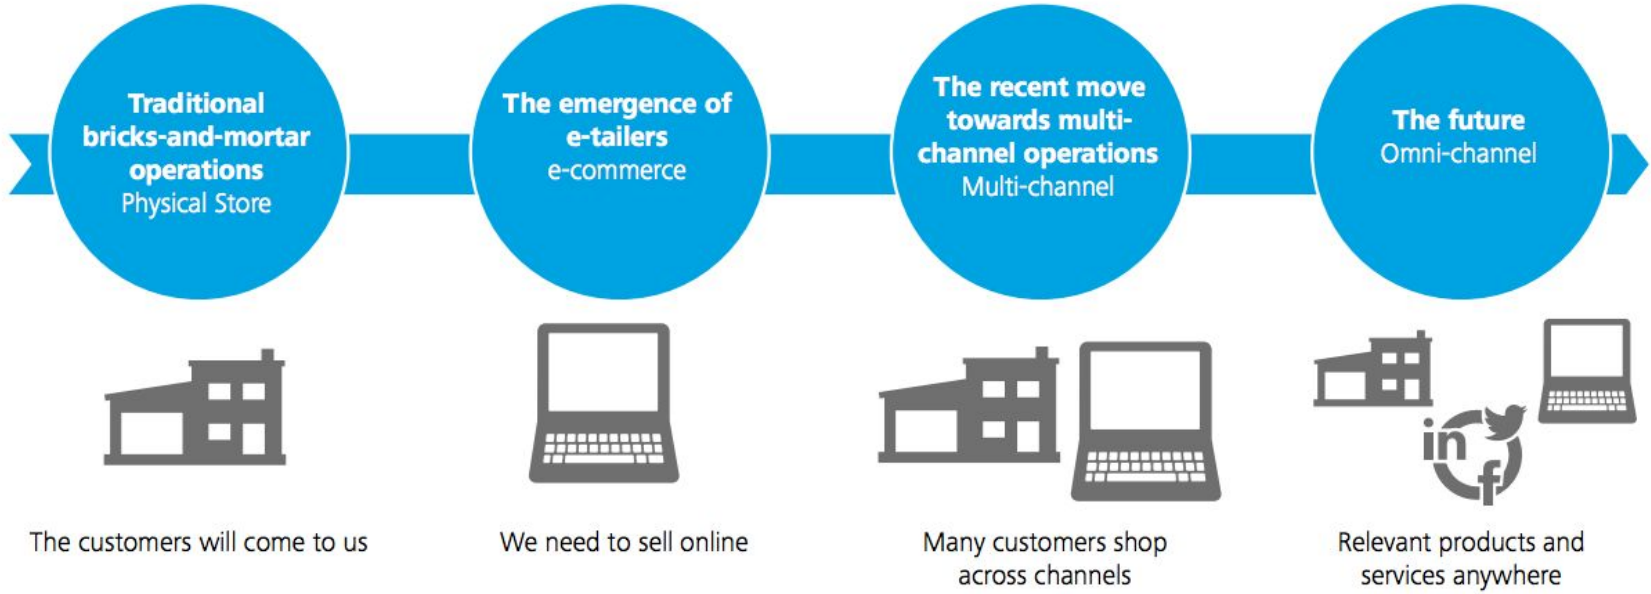 Traditional
bricks-and-mortar
operations
Physical Store
The emergence of
e-tailers
e-commerce
The recent move
towards multi-
channel operations
Multi-channel
The future
Omni-channel
in
f
The customers will come to us
We need to sell online
Many customers shop
across channels
Relevant products and
services anywhere